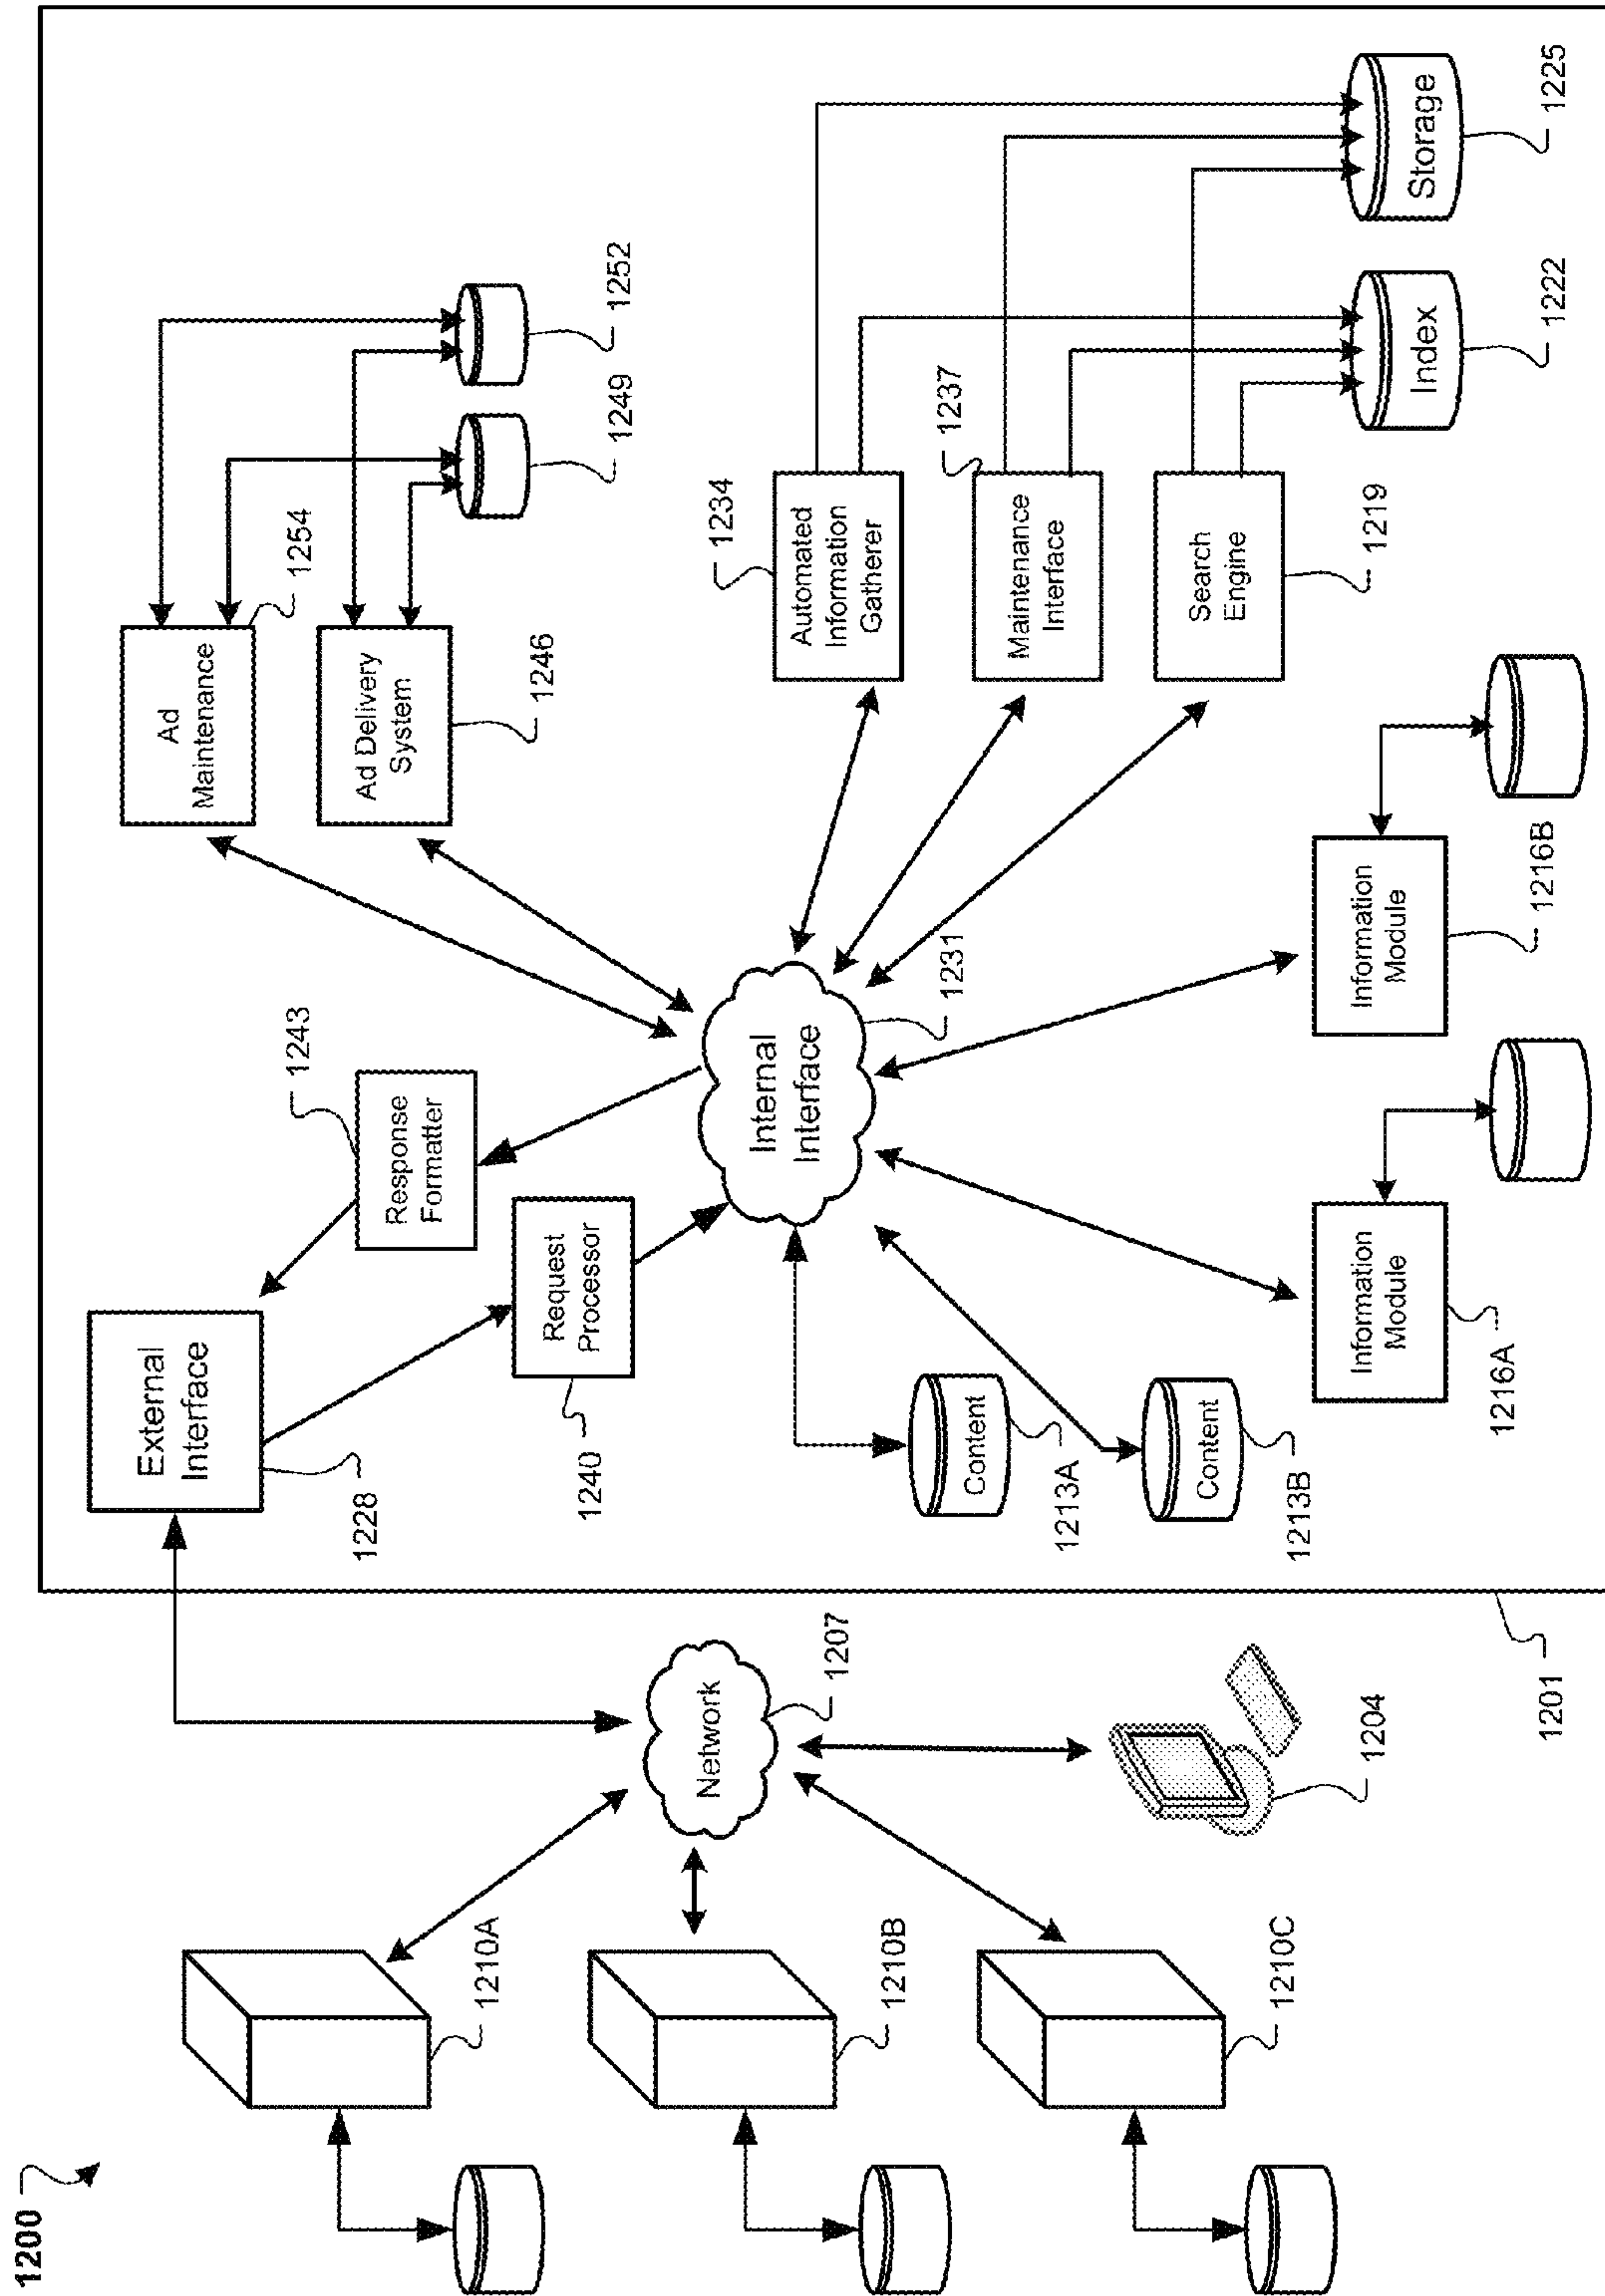 1200
1210A
1210B
1210C
Network
1207
1204
1201
External
Interface
1228
Response
Formatter
1243
Request
Processor
1240
Internal
Interface
1231
Content
1213A
Content
1213B
Information
Module
1216A
Information
Module
1216B
Ad
Maintenance
1254
Ad Delivery
System
1246
1249
1252
Automated
Information
Gatherer
1234
Maintenance
Interface
1237
Search
Engine
1219
Index
1222
Storage
1225